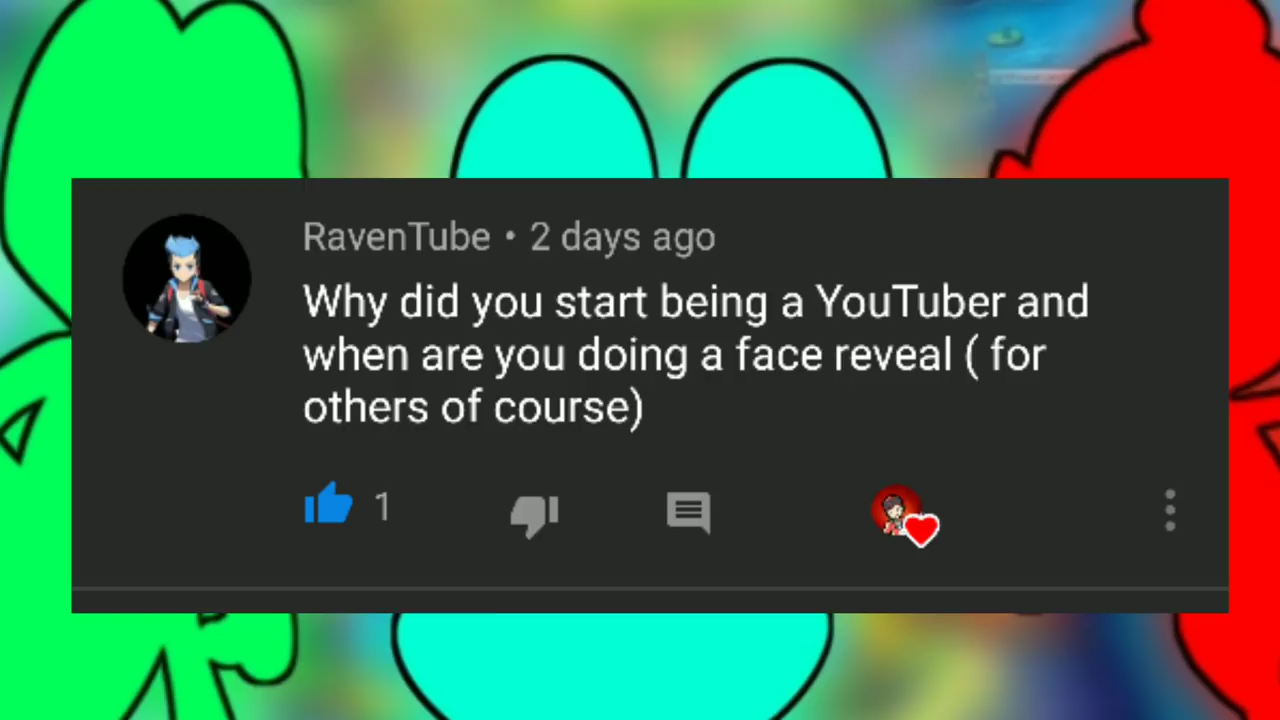 RavenTube • 2 days ago
Why did you start being a YouTuber and
when are you doing a face reveal ( for
others of course)
1